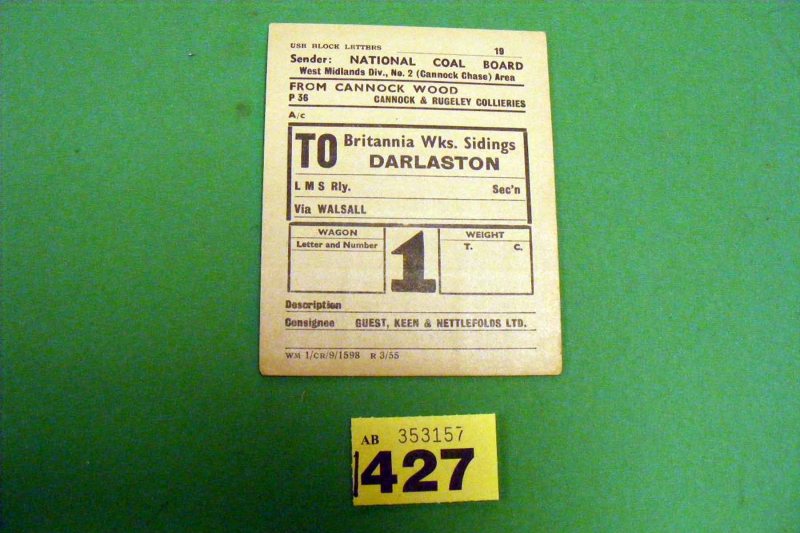 USE BLOCK LETTERS 19
Sender: NATIONAL COAL BOARD
West Midlands Div., No. 2 (Cannock Chase) Area
FROM CANNOCK WOOD
P 36 CANNOCK & RUGELEY COLLIERIES
A/c
TO Britannia Wks. Sidings
DARLASTON
L M S Rly. Sec'n
Via WALSALL
WAGON
Letter and Number
1
WEIGHT
T. C.
Description
Consignee GUEST, KEEN & NETTLEFOLDS LTD.
WM 1/CR/9/1598 R 3/55
AB 353157
427